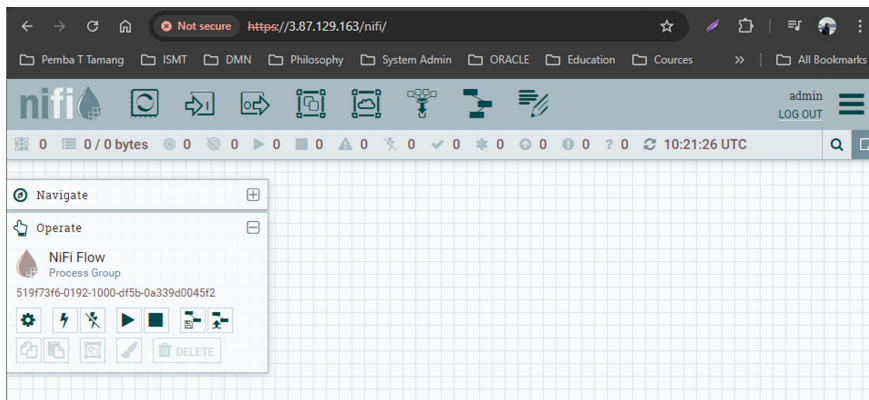 Not secure https://3.87.129.163/nifi/
Pemba T Tamang ISMT DMN Philosophy System Admin ORACLE Education Cources » All Bookmarks
nifi
admin
LOG OUT
0 0 / 0 bytes 0 0 0 0 0 0 0 0 0 0 ? 0 10:21:26 UTC
Navigate
Operate
NiFi Flow
Process Group
519f73f6-0192-1000-df5b-0a339d0045f2
DELETE